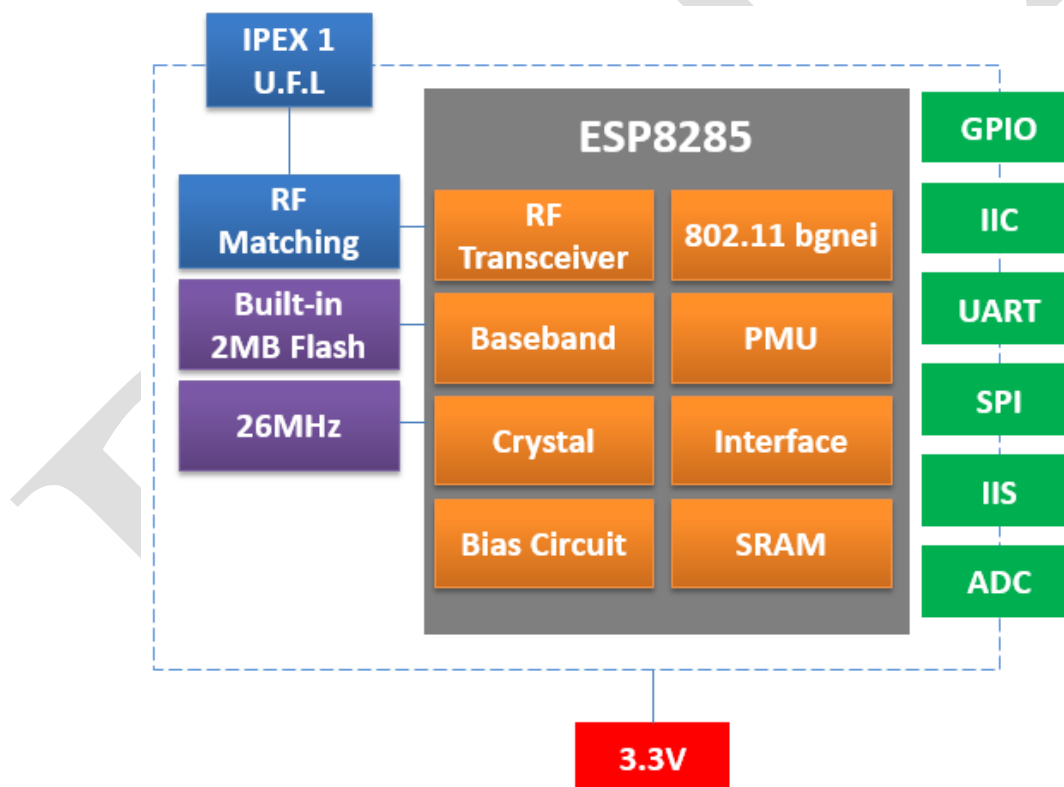 IPEX 1
U.F.L
ESP8285
RF
Matching
Built-in
2MB Flash
26MHz
RF
Transceiver
802.11 bgnei
Baseband
PMU
Crystal
Interface
Bias Circuit
SRAM
GPIO
IIC
UART
SPI
IIS
ADC
3.3V